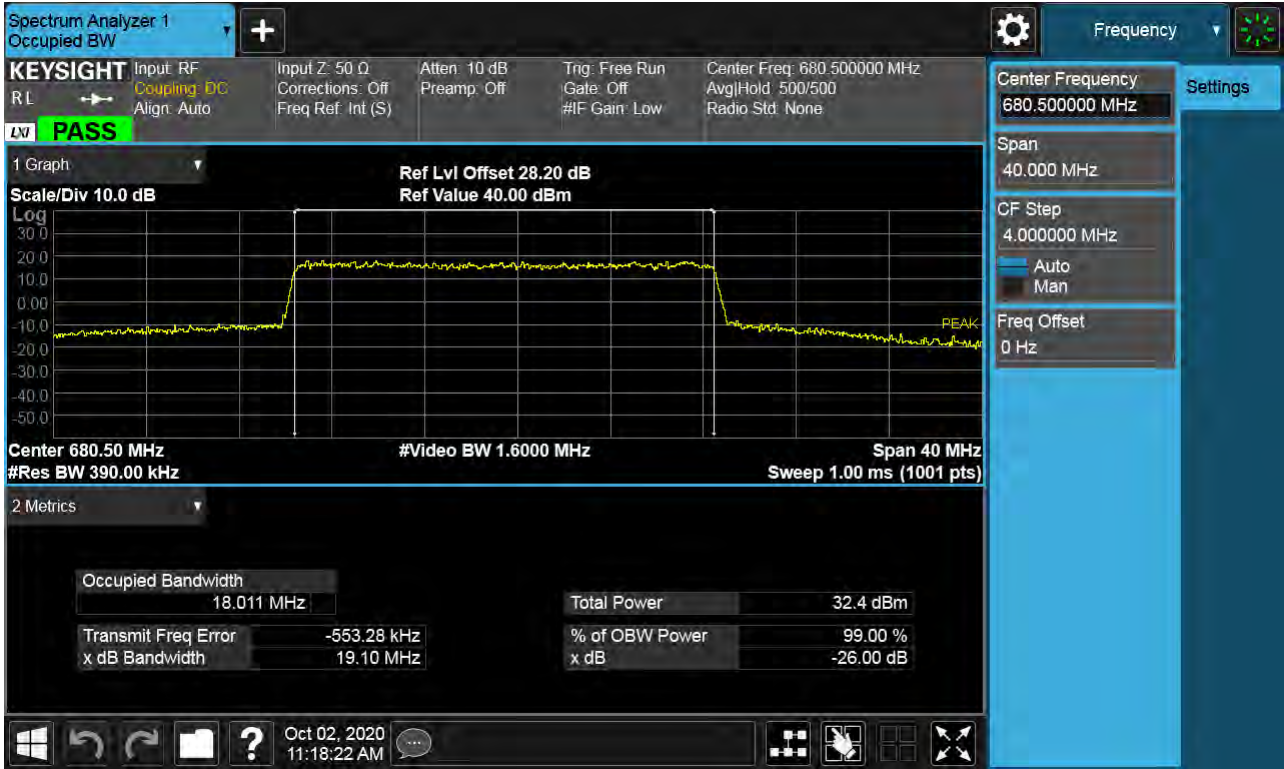 Spectrum Analyzer 1
Occupied BW
Frequency
KEYSIGHT
R L
LXI
PASS
Input: RF
Coupling: DC
Align: Auto
Input Z: 50 Ω
Corrections: Off
Freq Ref: Int (S)
Atten: 10 dB
Preamp: Off
Trig: Free Run
Gate: Off
#IF Gain: Low
Center Freq: 680.500000 MHz
Avg|Hold: 500/500
Radio Std: None
1 Graph
Scale/Div 10.0 dB
Ref Lvl Offset 28.20 dB
Ref Value 40.00 dBm
Log
30.0
20.0
10.0
0.00
-10.0
-20.0
-30.0
-40.0
-50.0
PEAK
Center 680.50 MHz
#Video BW 1.6000 MHz
Span 40 MHz
#Res BW 390.00 kHz
Sweep 1.00 ms (1001 pts)
2 Metrics
Occupied Bandwidth
18.011 MHz
Total Power 32.4 dBm
Transmit Freq Error -553.28 kHz
% of OBW Power 99.00 %
x dB Bandwidth 19.10 MHz
x dB -26.00 dB
?
Oct 02, 2020
11:18:22 AM
Center Frequency
680.500000 MHz
Settings
Span
40.000 MHz
CF Step
4.000000 MHz
Auto
Man
Freq Offset
0 Hz